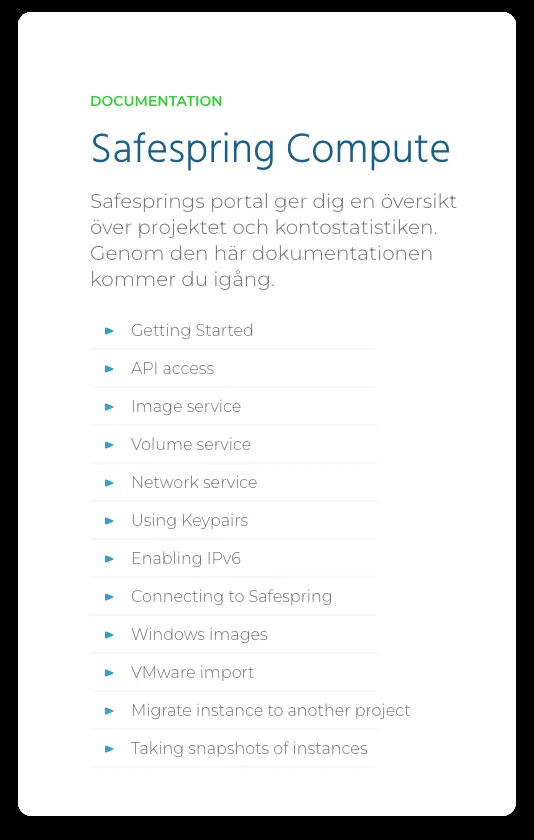 DOCUMENTATION
Safespring Compute
Safesprings portal ger dig en översikt
över projektet och kontostatistiken.
Genom den här dokumentationen
kommer du igång.
Getting Started
API access
Image service
Volume service
Network service
Using Keypairs
Enabling IPv6
Connecting to Safespring
Windows images
VMware import
Migrate instance to another project
Taking snapshots of instances